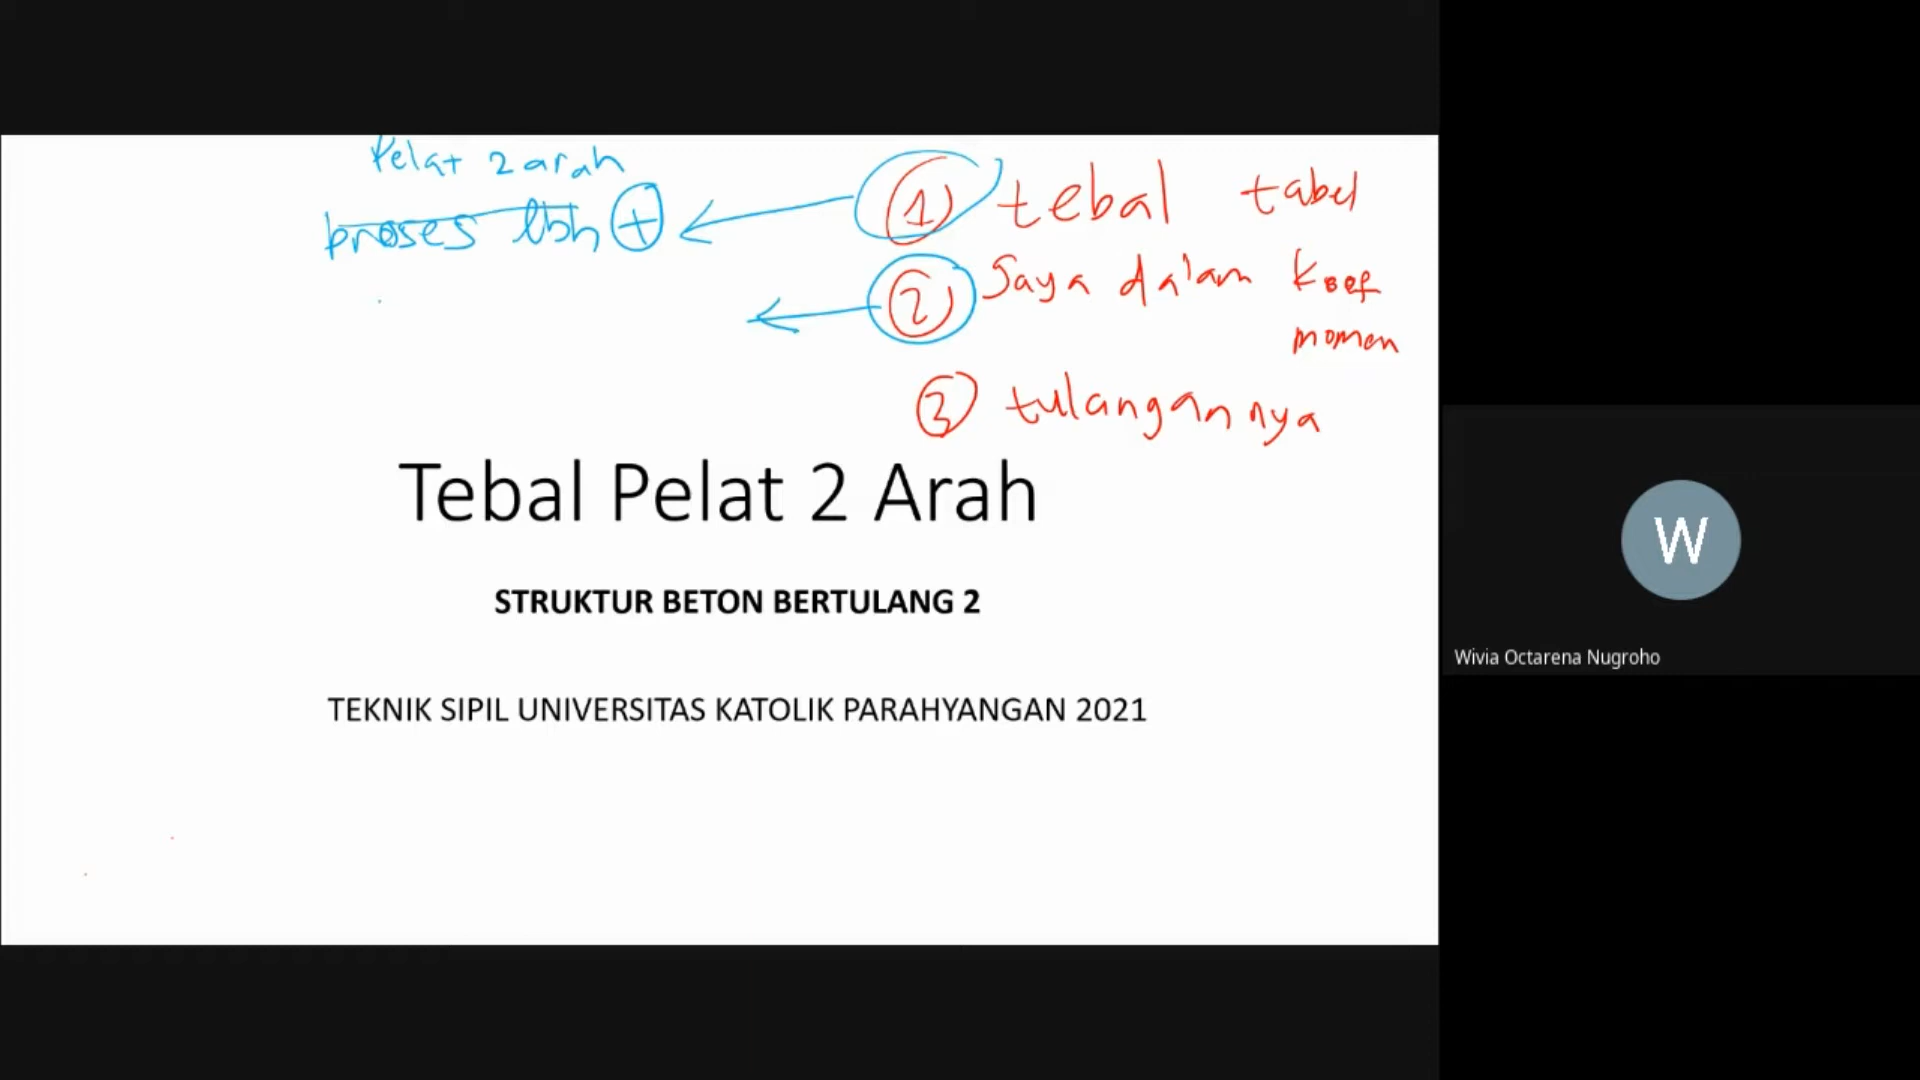 Pelat 2 arah
proses lbh +
1 tebal tabel
2 Gaya dalam koef
momen
3 tulangannya
Tebal Pelat 2 Arah
STRUKTUR BETON BERTULANG 2
TEKNIK SIPIL UNIVERSITAS KATOLIK PARAHYANGAN 2021
W
Wivia Octarena Nugroho